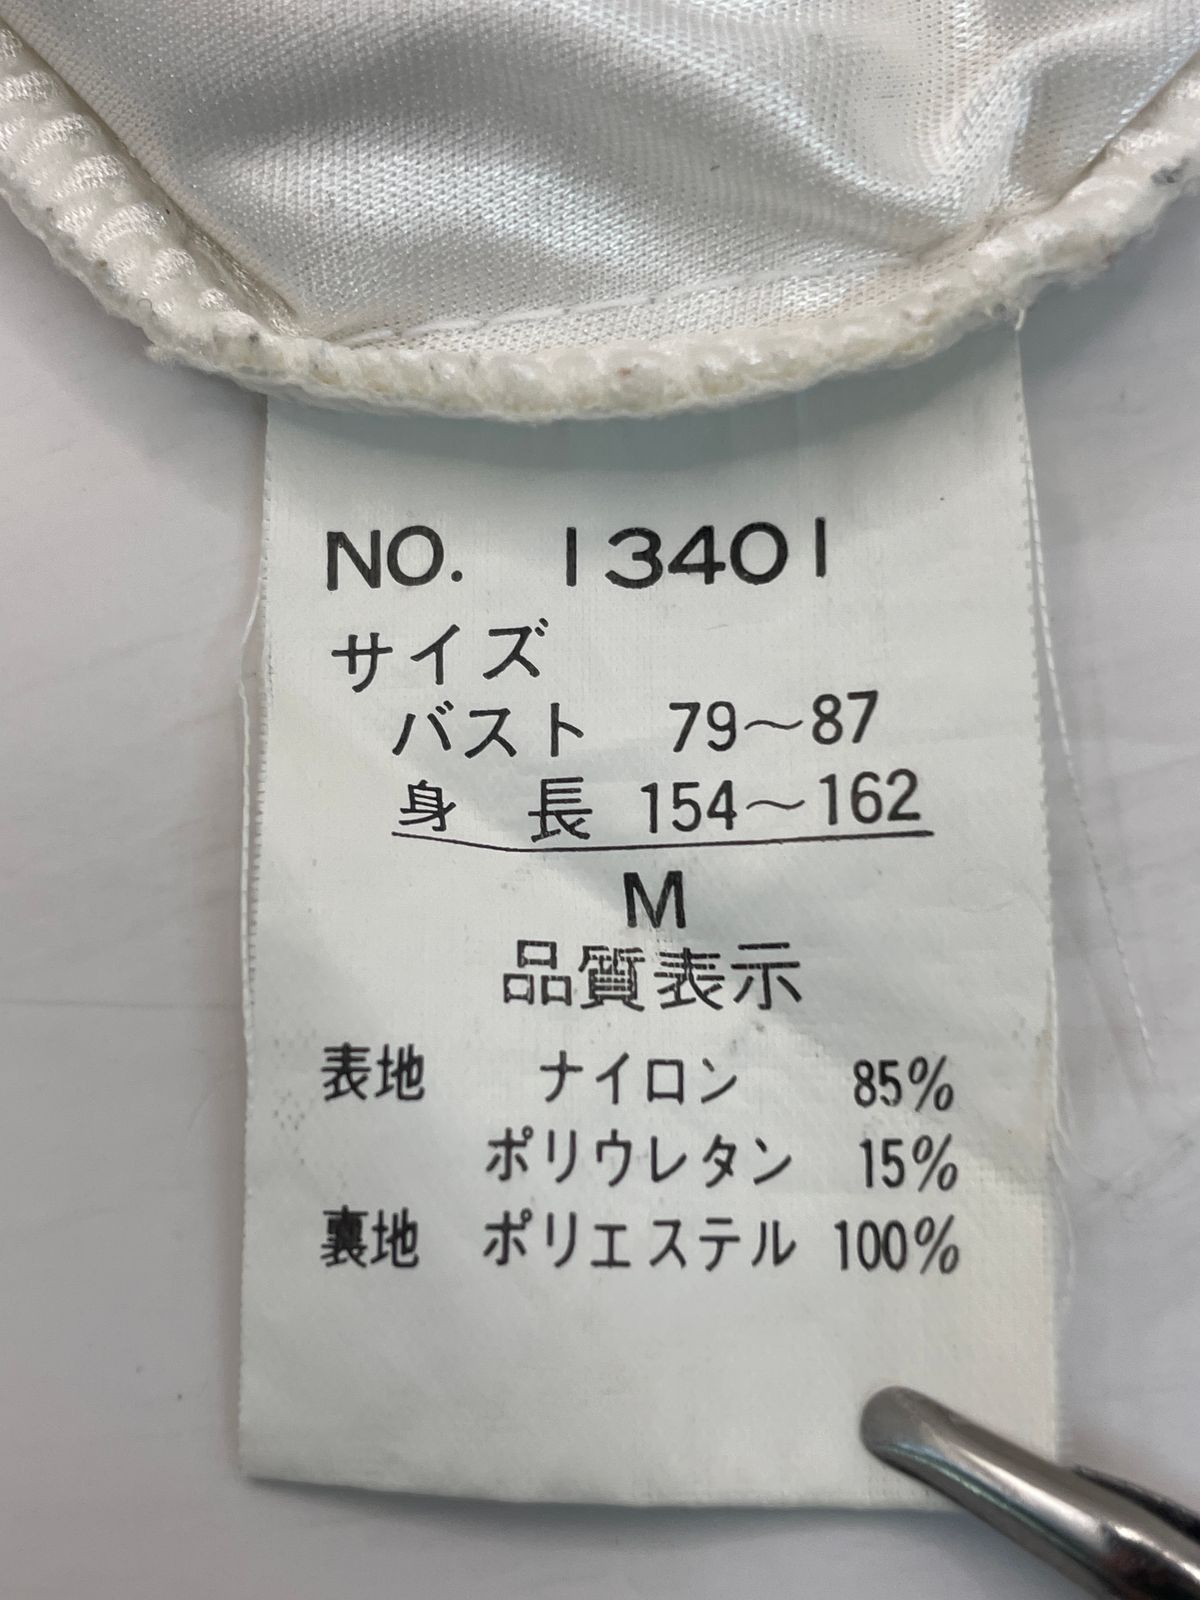 NO. 13401
サイズ
バスト 79～87
身長 154～162
M
品質表示
表地 ナイロン 85%
ポリウレタン 15%
裏地 ポリエステル 100%